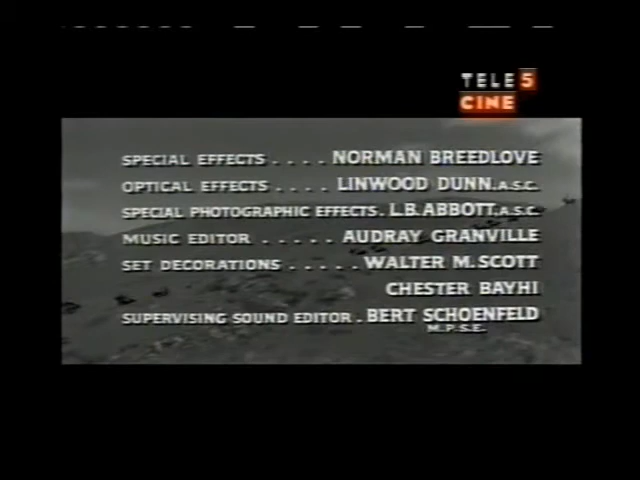 TELE 5
CINE
SPECIAL EFFECTS . . . . NORMAN BREEDLOVE
OPTICAL EFFECTS . . . . LINWOOD DUNN, A.S.C.
SPECIAL PHOTOGRAPHIC EFFECTS. L.B. ABBOTT, A.S.C.
MUSIC EDITOR . . . . . AUDRAY GRANVILLE
SET DECORATIONS . . . . . WALTER M. SCOTT
CHESTER BAYHI
SUPERVISING SOUND EDITOR . BERT SCHOENFELD
M.P.S.E.